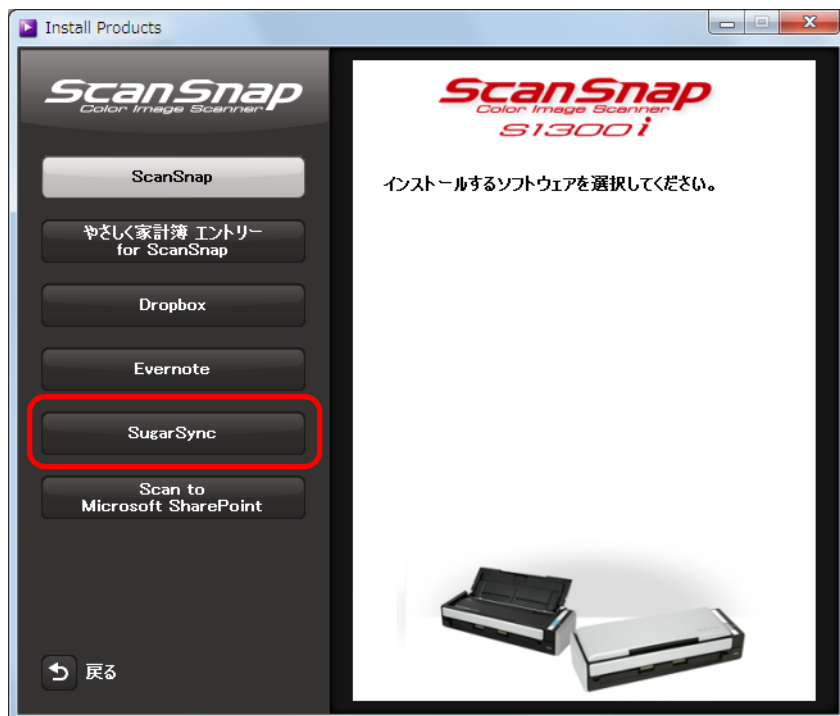 Install Products
ScanSnap
Color Image Scanner
ScanSnap
やさしく家計簿 エントリー
for ScanSnap
Dropbox
Evernote
SugarSync
Scan to
Microsoft SharePoint
戻る
ScanSnap
Color Image Scanner
S1300i
インストールするソフトウェアを選択してください。